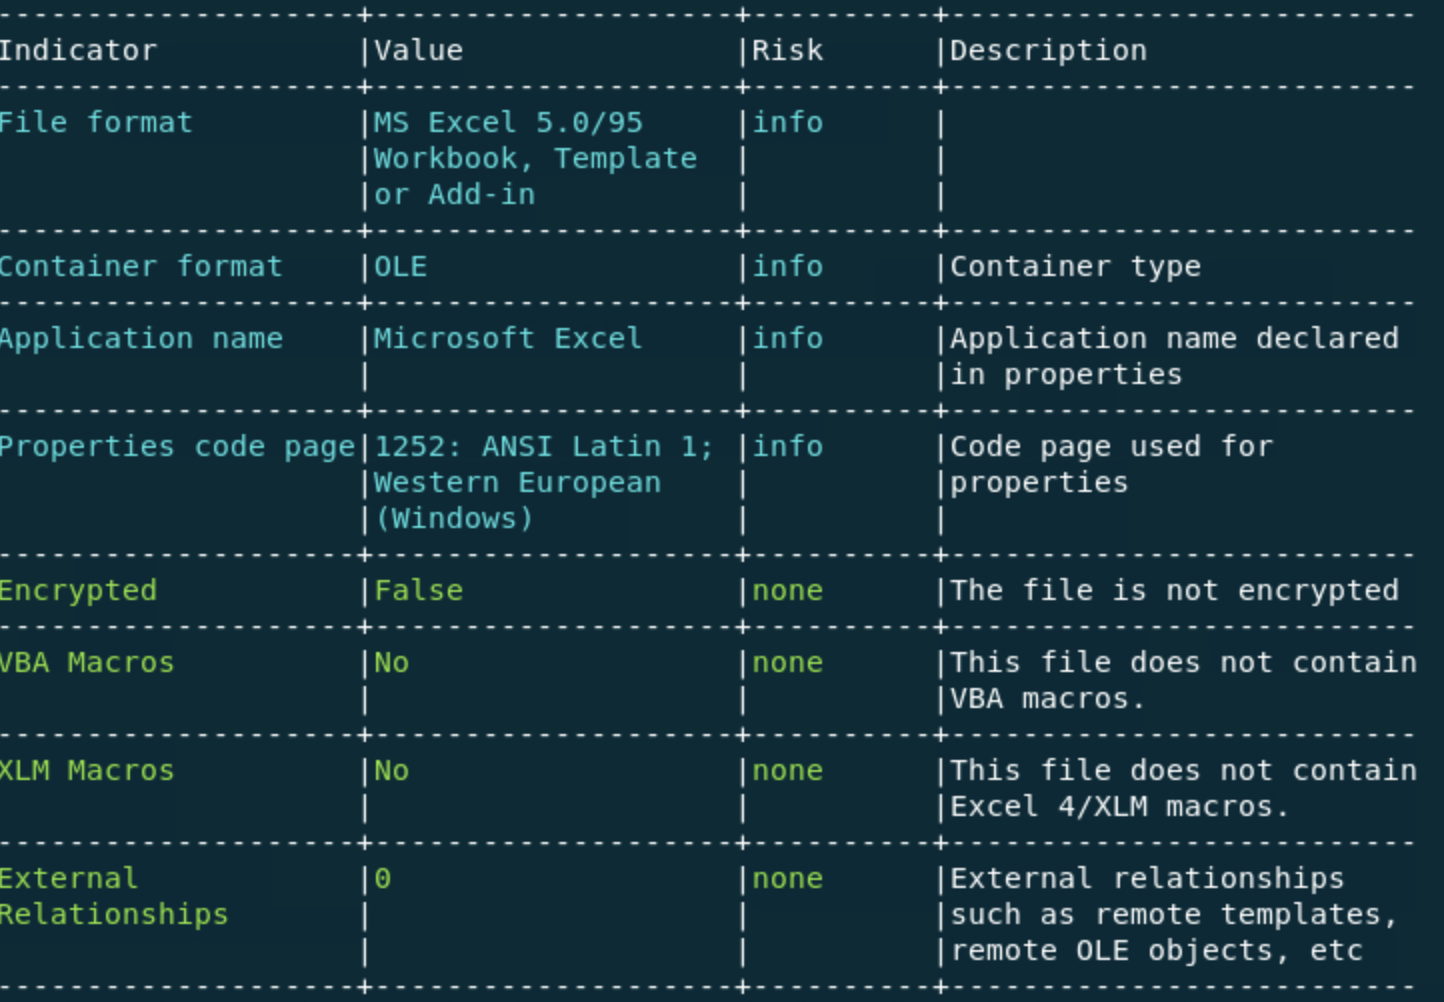 --------------------+--------------------+----------+--------------------------
Indicator           |Value               |Risk      |Description
--------------------+--------------------+----------+--------------------------
File format         |MS Excel 5.0/95     |info      |
                    |Workbook, Template  |          |
                    |or Add-in           |          |
--------------------+--------------------+----------+--------------------------
Container format    |OLE                 |info      |Container type
--------------------+--------------------+----------+--------------------------
Application name    |Microsoft Excel     |info      |Application name declared
                    |                    |          |in properties
--------------------+--------------------+----------+--------------------------
Properties code page|1252: ANSI Latin 1; |info      |Code page used for
                    |Western European    |          |properties
                    |(Windows)           |          |
--------------------+--------------------+----------+--------------------------
Encrypted           |False               |none      |The file is not encrypted
--------------------+--------------------+----------+--------------------------
VBA Macros          |No                  |none      |This file does not contain
                    |                    |          |VBA macros.
--------------------+--------------------+----------+--------------------------
XLM Macros          |No                  |none      |This file does not contain
                    |                    |          |Excel 4/XLM macros.
--------------------+--------------------+----------+--------------------------
External            |0                   |none      |External relationships
Relationships       |                    |          |such as remote templates,
                    |                    |          |remote OLE objects, etc
--------------------+--------------------+----------+--------------------------